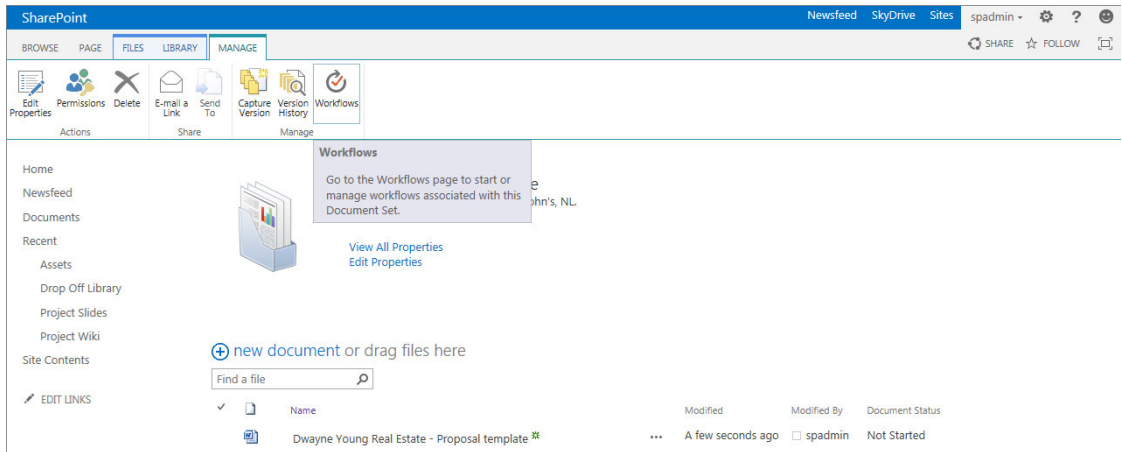 SharePoint
Newsfeed SkyDrive Sites spadmin ?
BROWSE PAGE FILES LIBRARY MANAGE
SHARE FOLLOW
Edit Properties
Permissions
Delete
E-mail a Link
Send To
Capture Version
Version History
Workflows
Actions Share Manage
Workflows
Go to the Workflows page to start or
manage workflows associated with this
Document Set.
e
ohn's, NL.
View All Properties
Edit Properties
Home
Newsfeed
Documents
Recent
Assets
Drop Off Library
Project Slides
Project Wiki
Site Contents
EDIT LINKS
new document or drag files here
Find a file
Name Modified Modified By Document Status
Dwayne Young Real Estate - Proposal template ... A few seconds ago spadmin Not Started